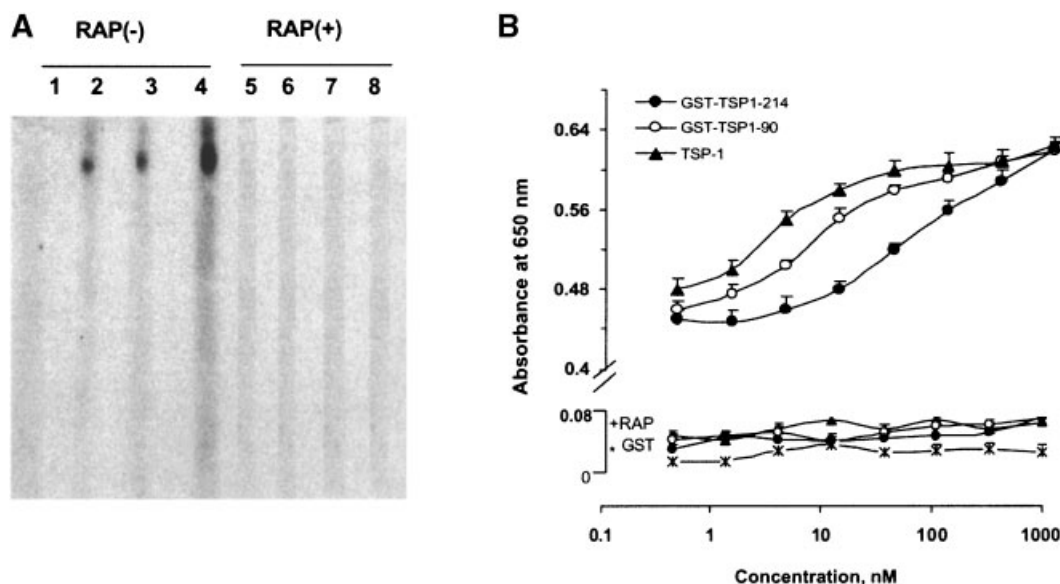 A
RAP(-) RAP(+)
1 2 3 4 5 6 7 8
B
GST-TSP1-214
GST-TSP1-90
TSP-1
0.64
0.56
0.48
0.4
0.08
+RAP
* GST
0
Absorbance at 650 nm
0.1 1 10 100 1000
Concentration, nM